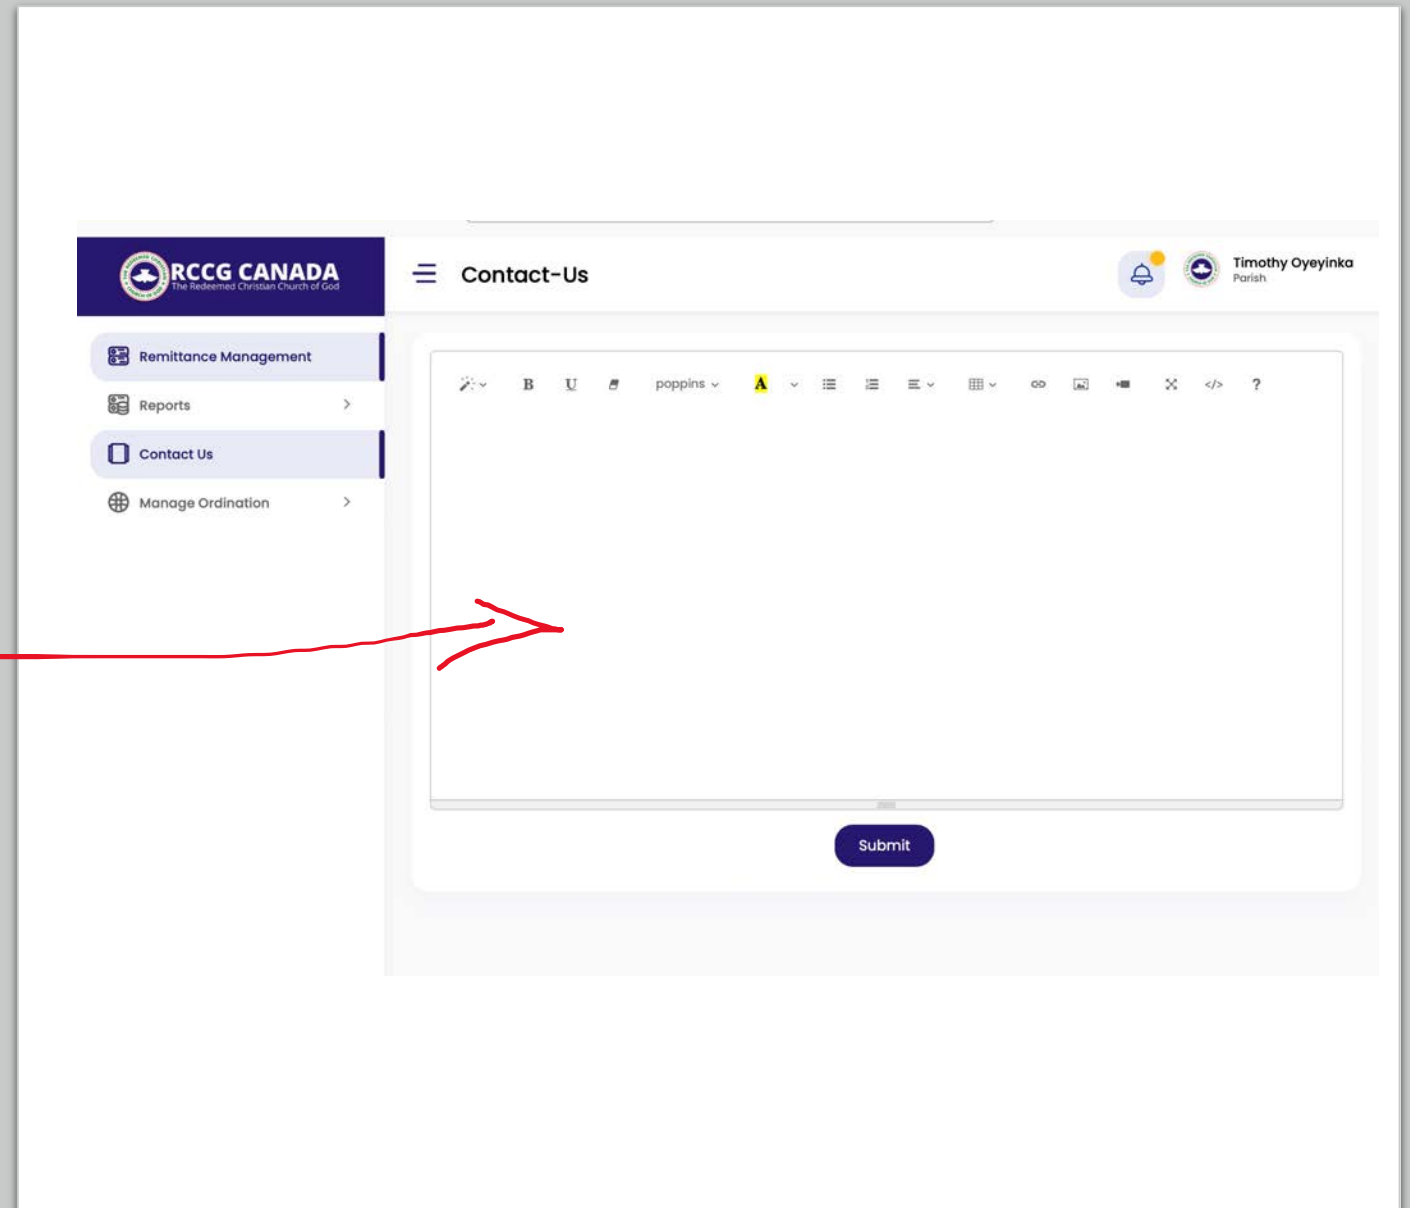 RCCG CANADA
The Redeemed Christian Church of God
Contact-Us
Timothy Oyeyinka
Parish
Remittance Management
Reports
Contact Us
Manage Ordination
B U poppins A </> ?
Submit